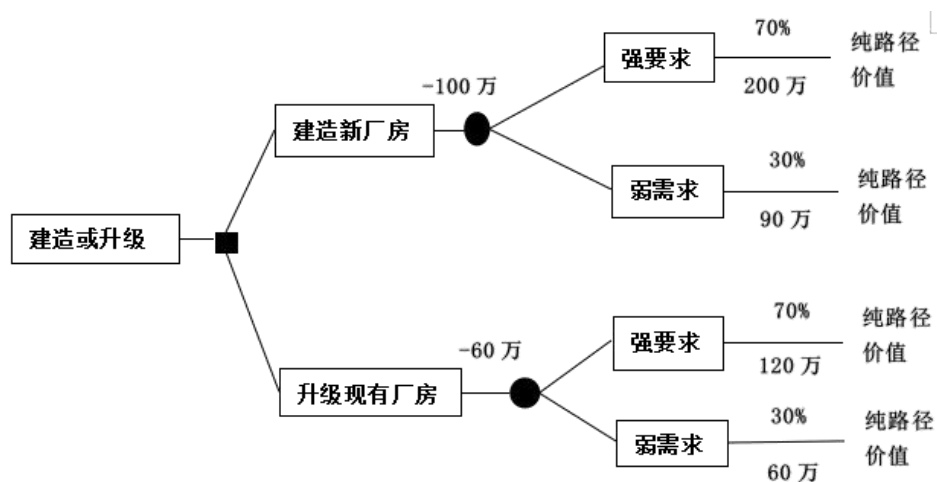 70%
强要求
纯路径
价值
-100 万
200 万
建造新厂房
30%
弱需求
纯路径
价值
90 万
建造或升级
70%
纯路径
价值
强要求
-60 万
120 万
升级现有厂房
30%
纯路径
价值
弱需求
60 万